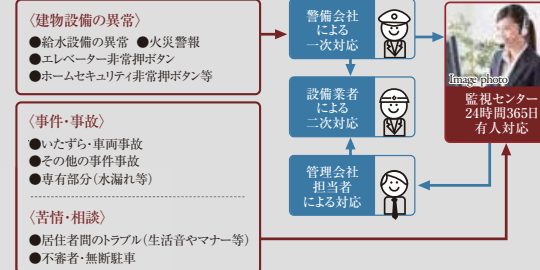 〈建物設備の異常〉
●給水設備の異常 ●火災警報
●エレベーター非常押ボタン
●ホームセキュリティ非常押ボタン等
〈事件・事故〉
●いたずら・車両事故
●その他の事件事故
●専有部分（水漏れ等）
〈苦情・相談〉
●居住者間のトラブル（生活音やマナー等）
●不審者・無断駐車
警備会社
による
一次対応
設備業者
による
二次対応
管理会社
担当者
による対応
Image photo
監視センター
24時間365日
有人対応